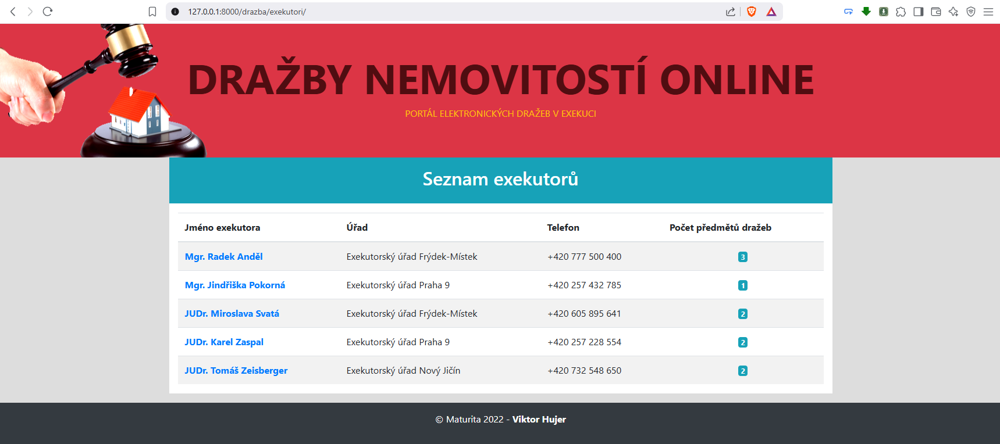 127.0.0.1:8000/drazba/exekutori/
DRAŽBY NEMOVITOSTÍ ONLINE
PORTÁL ELEKTRONICKÝCH DRAŽEB V EXEKUCI
Seznam exekutorů
Jméno exekutora Úřad Telefon Počet předmětů dražeb
Mgr. Radek Anděl Exekutorský úřad Frýdek-Místek +420 777 500 400 3
Mgr. Jindřiška Pokorná Exekutorský úřad Praha 9 +420 257 432 785 1
JUDr. Miroslava Svatá Exekutorský úřad Frýdek-Místek +420 605 895 641 2
JUDr. Karel Zaspal Exekutorský úřad Praha 9 +420 257 228 554 2
JUDr. Tomáš Zeisberger Exekutorský úřad Nový Jičín +420 732 548 650 2
© Maturita 2022 - Viktor Hujer